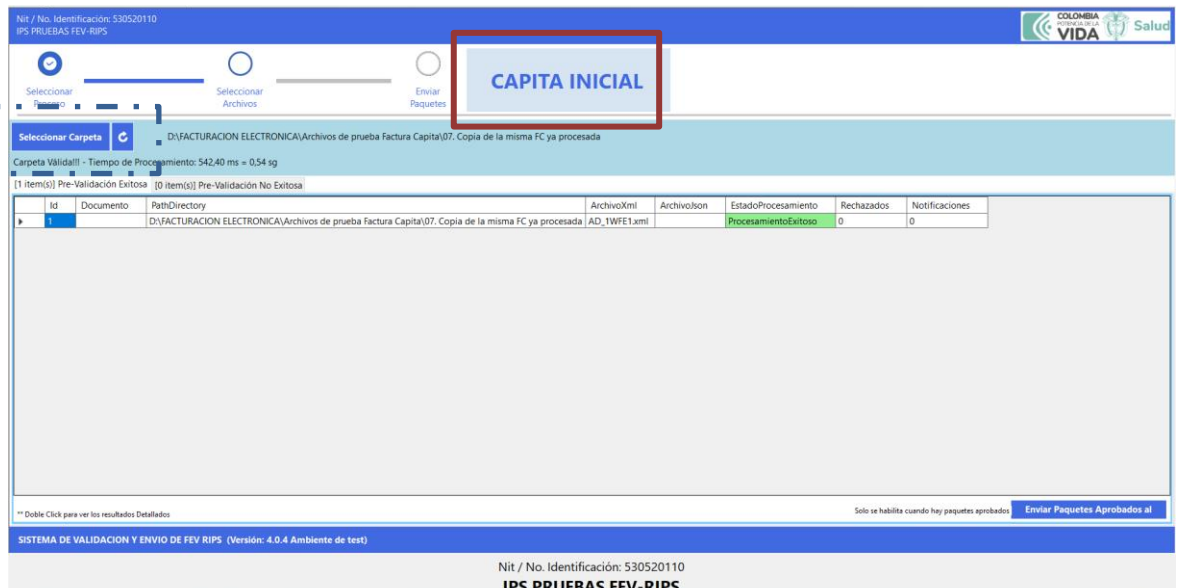 Nit / No. Identificación: 530520110
IPS PRUEBAS FEV-RIPS
COLOMBIA
POTENCIA DE LA
VIDA
Salud
Seleccionar
Proceso
Seleccionar
Archivos
Enviar
Paquetes
CAPITA INICIAL
Seleccionar Carpeta
D:\FACTURACION ELECTRONICA\Archivos de prueba Factura Capita\07. Copia de la misma FC ya procesada
Carpeta Válida!!! - Tiempo de Procesamiento: 542,40 ms = 0,54 sg
[1 item(s)] Pre-Validación Exitosa [0 item(s)] Pre-Validación No Exitosa
Id Documento PathDirectory ArchivoXml ArchivoJson EstadoProcesamiento Rechazados Notificaciones
1 D:\FACTURACION ELECTRONICA\Archivos de prueba Factura Capita\07. Copia de la misma FC ya procesada AD_1WFE1.xml ProcesamientoExitoso 0 0
** Doble Click para ver los resultados Detallados
Solo se habilita cuando hay paquetes aprobados
Enviar Paquetes Aprobados al
SISTEMA DE VALIDACION Y ENVIO DE FEV RIPS (Versión: 4.0.4 Ambiente de test)
Nit / No. Identificación: 530520110
IPS PRUEBAS FEV-RIPS